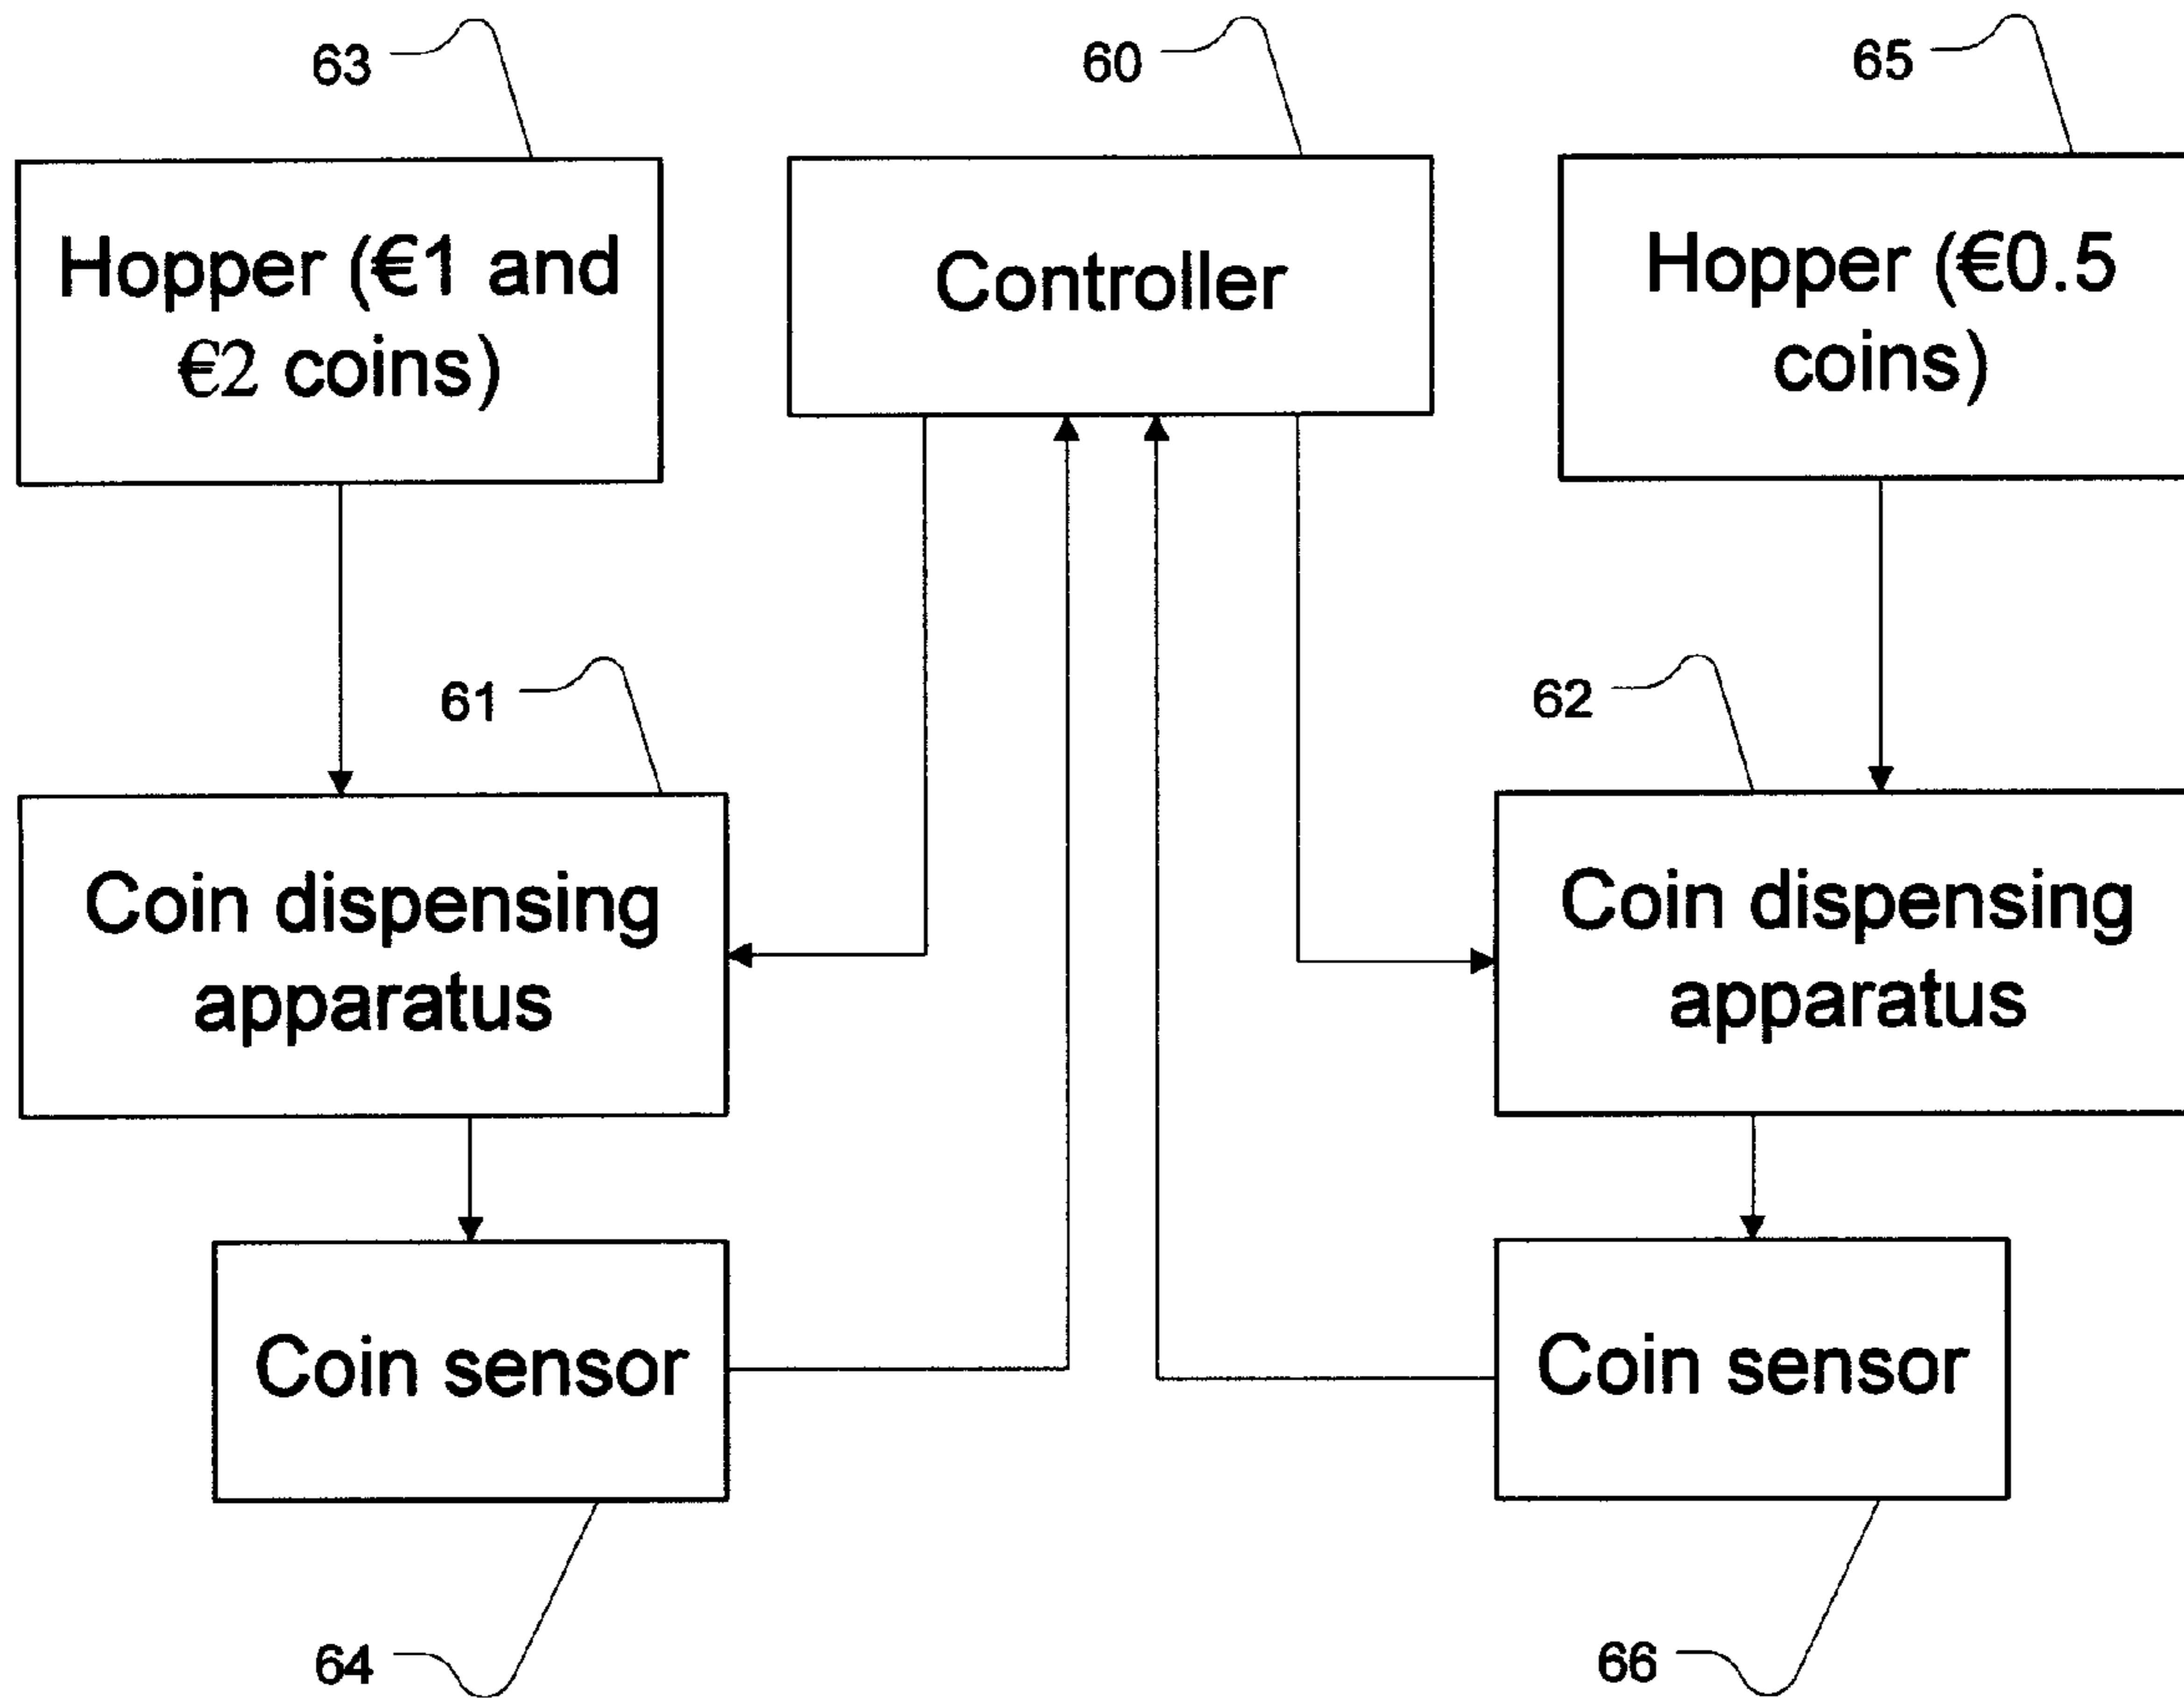 63
60
65
Hopper (€1 and
€2 coins)
Controller
Hopper (€0.5
coins)
61
62
Coin dispensing
apparatus
Coin dispensing
apparatus
Coin sensor
Coin sensor
64
66